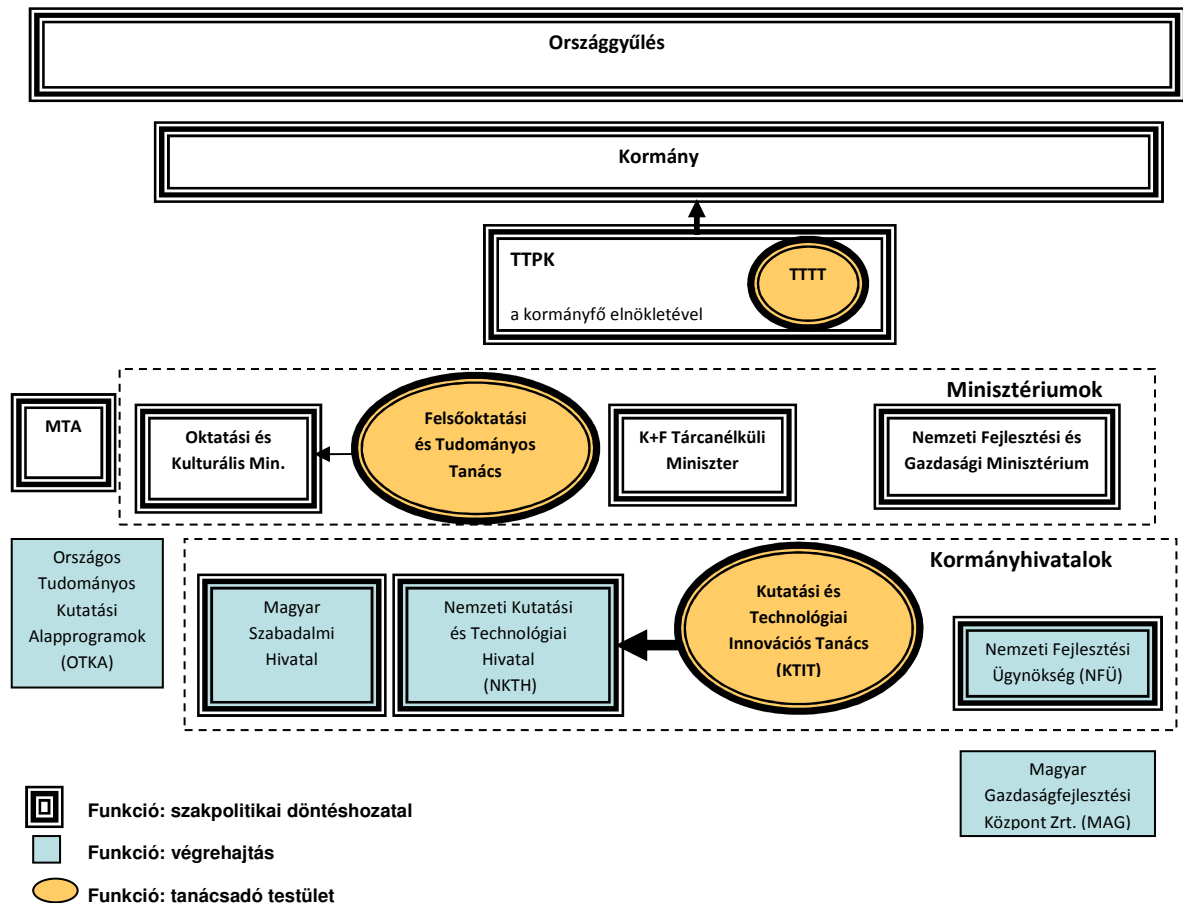 Országgyűlés
Kormány
TTPK
TTTT
a kormányfő elnökletével
Minisztériumok
MTA
Oktatási és
Kulturális Min.
Felsőoktatási
és Tudományos
Tanács
K+F Tárcanélküli
Miniszter
Nemzeti Fejlesztési és
Gazdasági Minisztérium
Kormányhivatalok
Országos
Tudományos
Kutatási
Alapprogramok
(OTKA)
Magyar
Szabadalmi
Hivatal
Nemzeti Kutatási
és Technológiai
Hivatal
(NKTH)
Kutatási és
Technológiai
Innovációs Tanács
(KTIT)
Nemzeti Fejlesztési
Ügynökség (NFÜ)
Magyar
Gazdaságfejlesztési
Központ Zrt. (MAG)
Funkció: szakpolitikai döntéshozatal
Funkció: végrehajtás
Funkció: tanácsadó testület